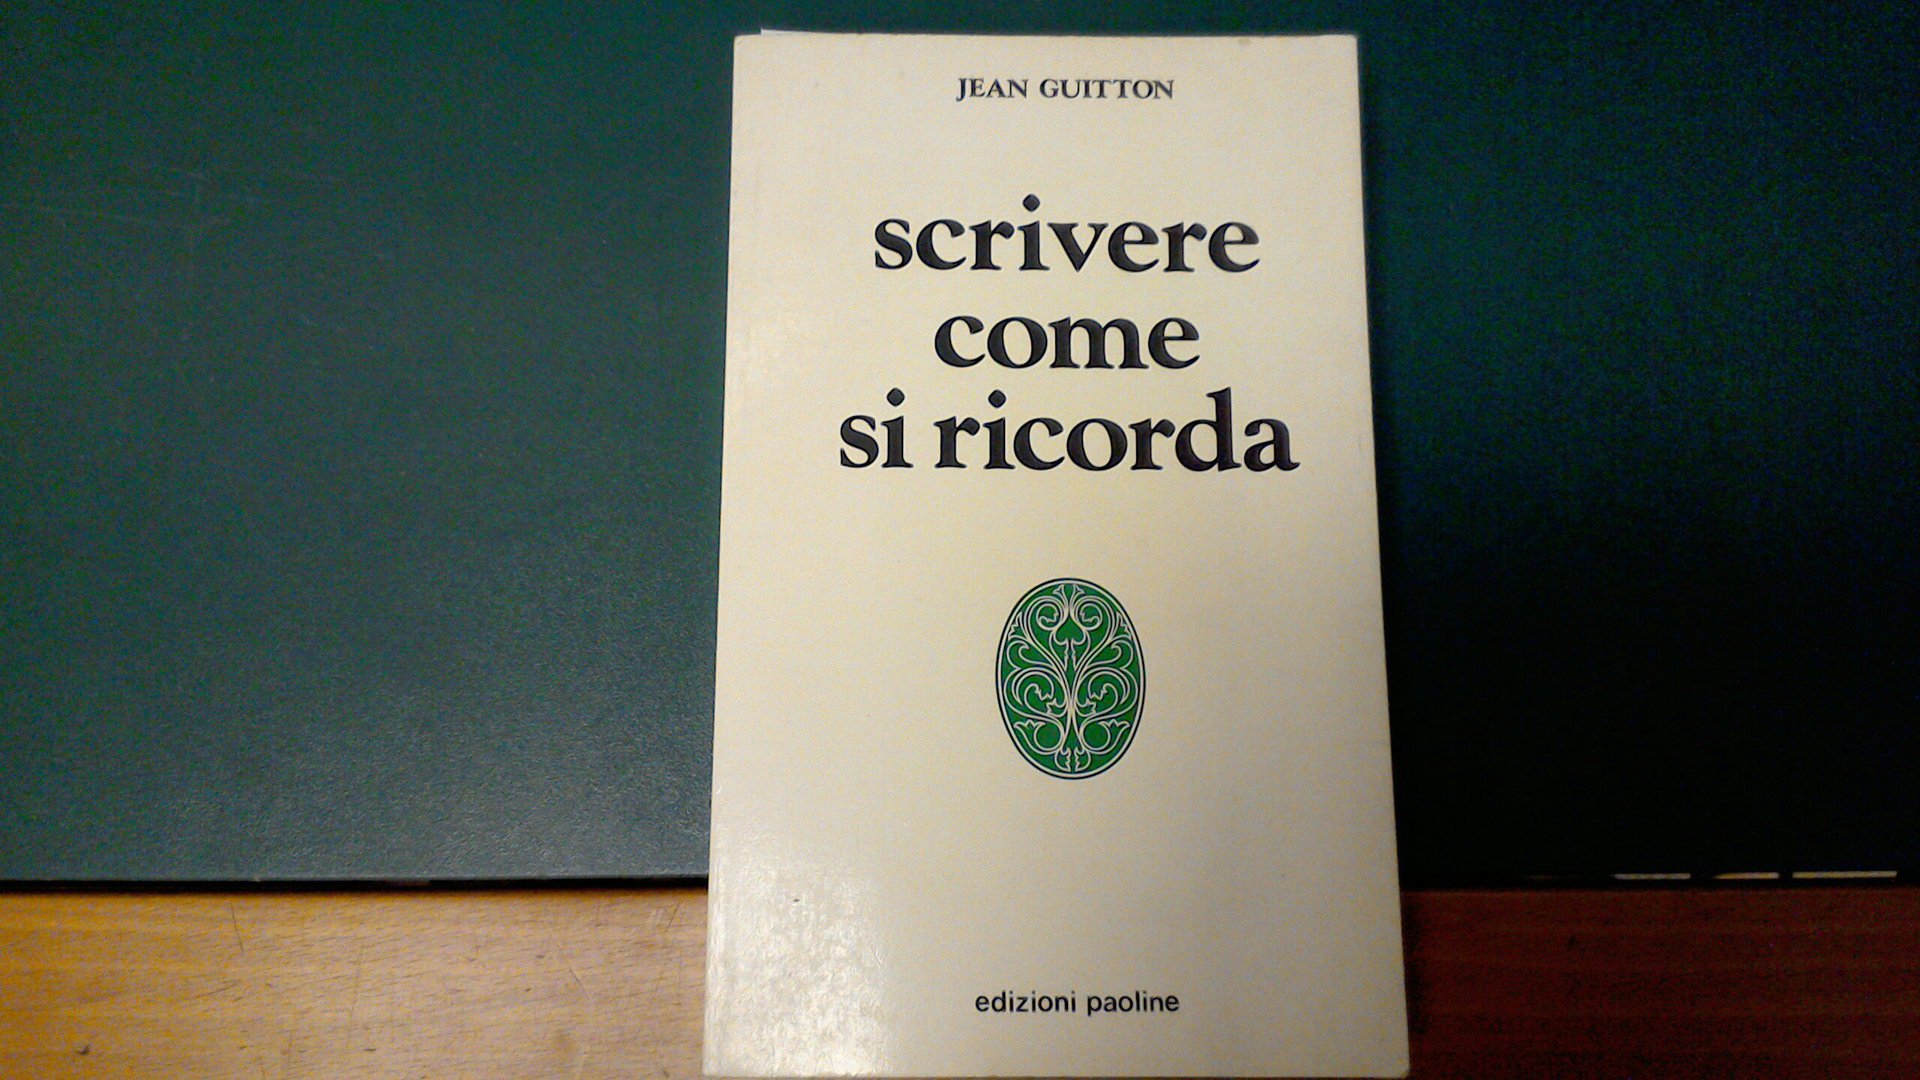 JEAN GUITTON
scrivere
come
si ricorda
edizioni paoline